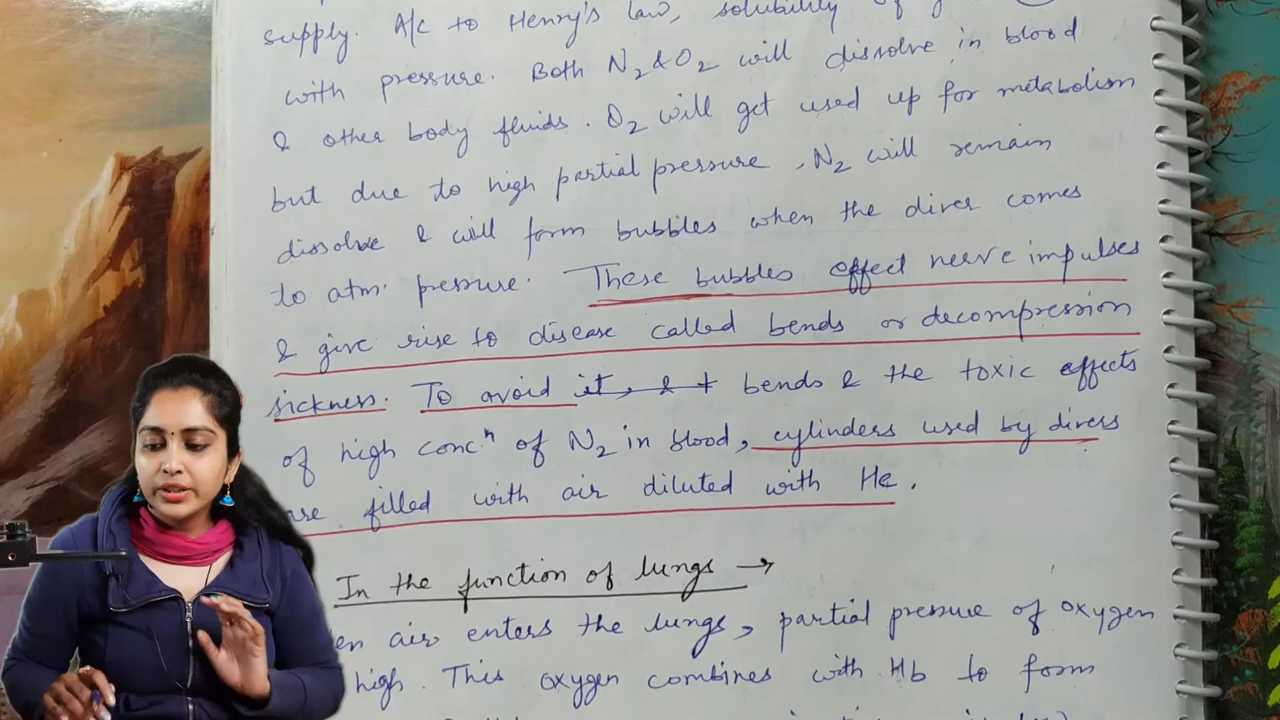 supply. A/c to Henry's law, solubility of
with pressure. Both N2 & O2 will dissolve in blood
& other body fluids. O2 will get used up for metabolism
but due to high partial pressure, N2 will remain
dissolve & will form bubbles when the diver comes
to atm. pressure. These bubbles effect nerve impulses
& give rise to disease called bends or decompression
sickness. To avoid it, & t bends & the toxic effects
of high concn of N2 in blood, cylinders used by divers
are filled with air diluted with He.
In the function of lungs →
en air enters the lungs, partial pressure of oxygen
high. This oxygen combines with Hb to form